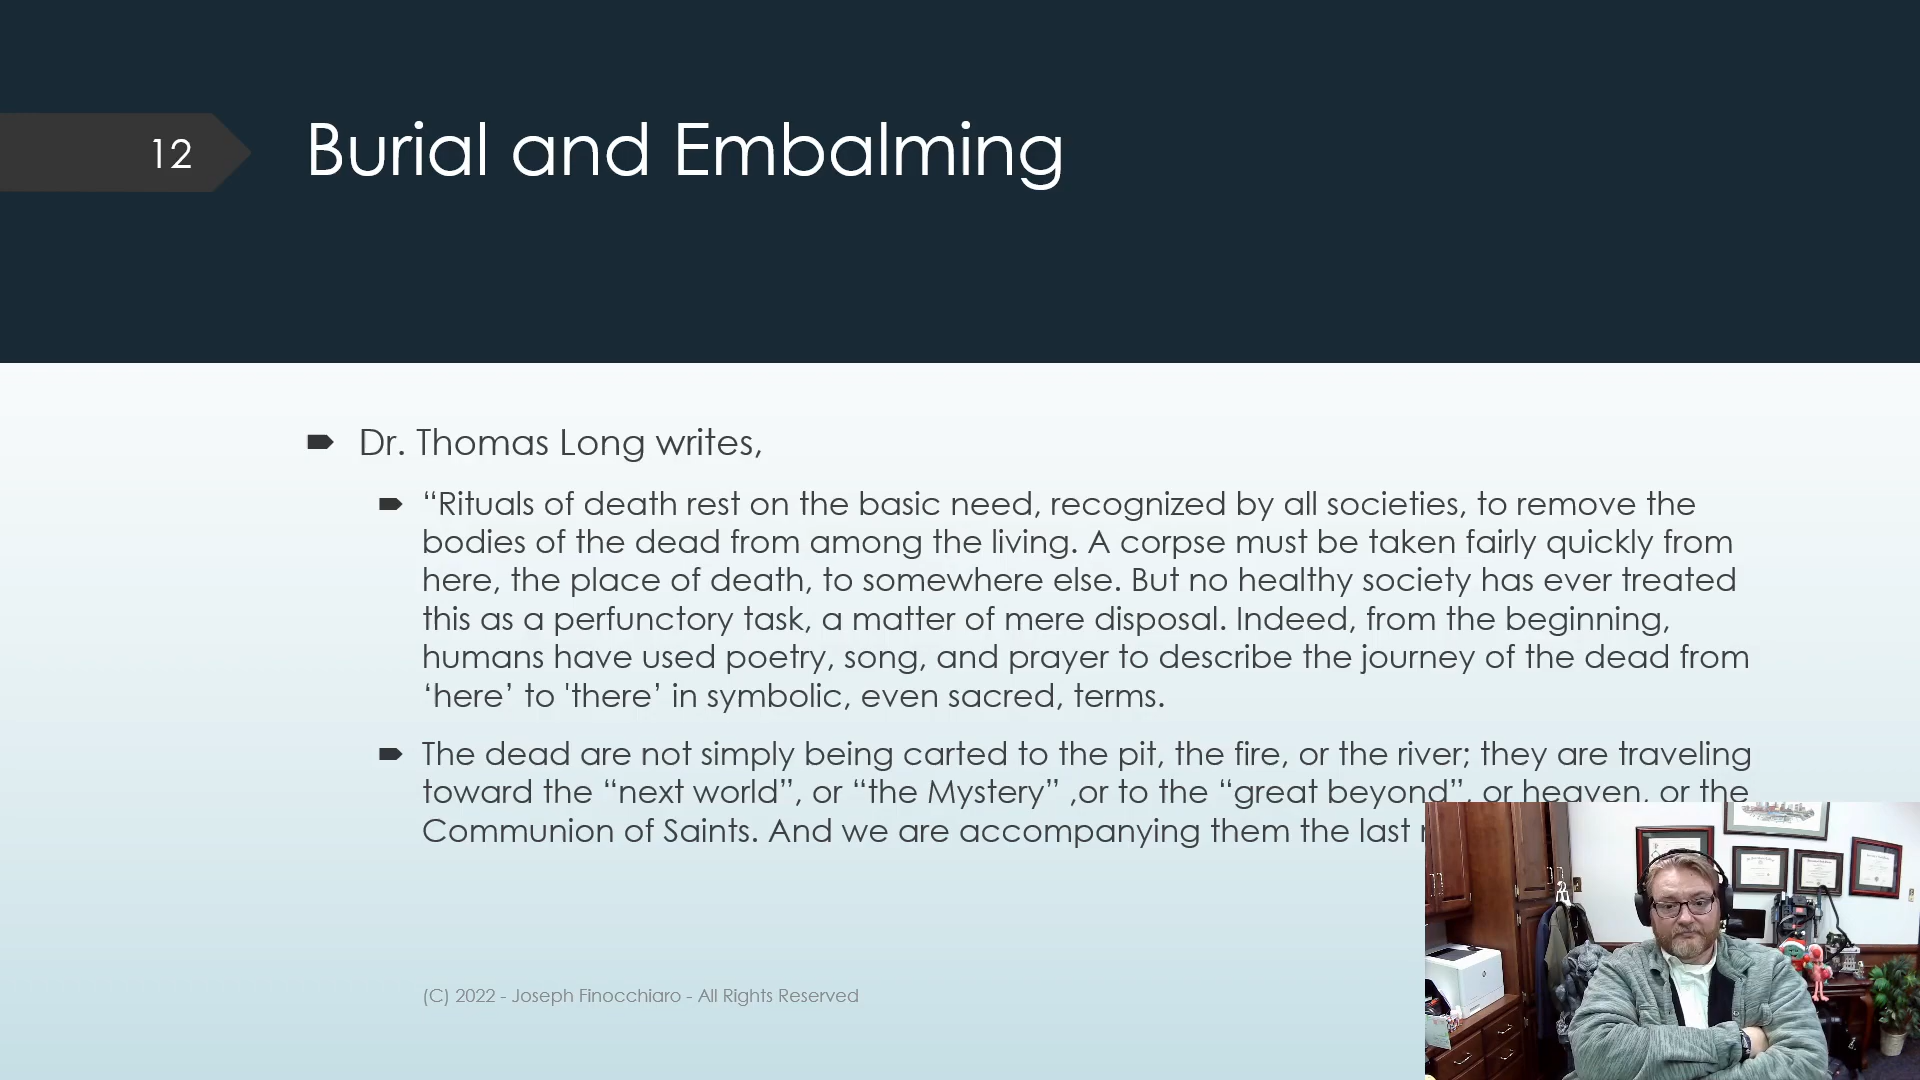 12
Burial and Embalming
Dr. Thomas Long writes,
“Rituals of death rest on the basic need, recognized by all societies, to remove the
bodies of the dead from among the living. A corpse must be taken fairly quickly from
here, the place of death, to somewhere else. But no healthy society has ever treated
this as a perfunctory task, a matter of mere disposal. Indeed, from the beginning,
humans have used poetry, song, and prayer to describe the journey of the dead from
‘here’ to 'there’ in symbolic, even sacred, terms.
The dead are not simply being carted to the pit, the fire, or the river; they are traveling
toward the “next world”, or “the Mystery” ,or to the “great beyond”, or heaven, or the
Communion of Saints. And we are accompanying them the last
(C) 2022 - Joseph Finocchiaro - All Rights Reserved